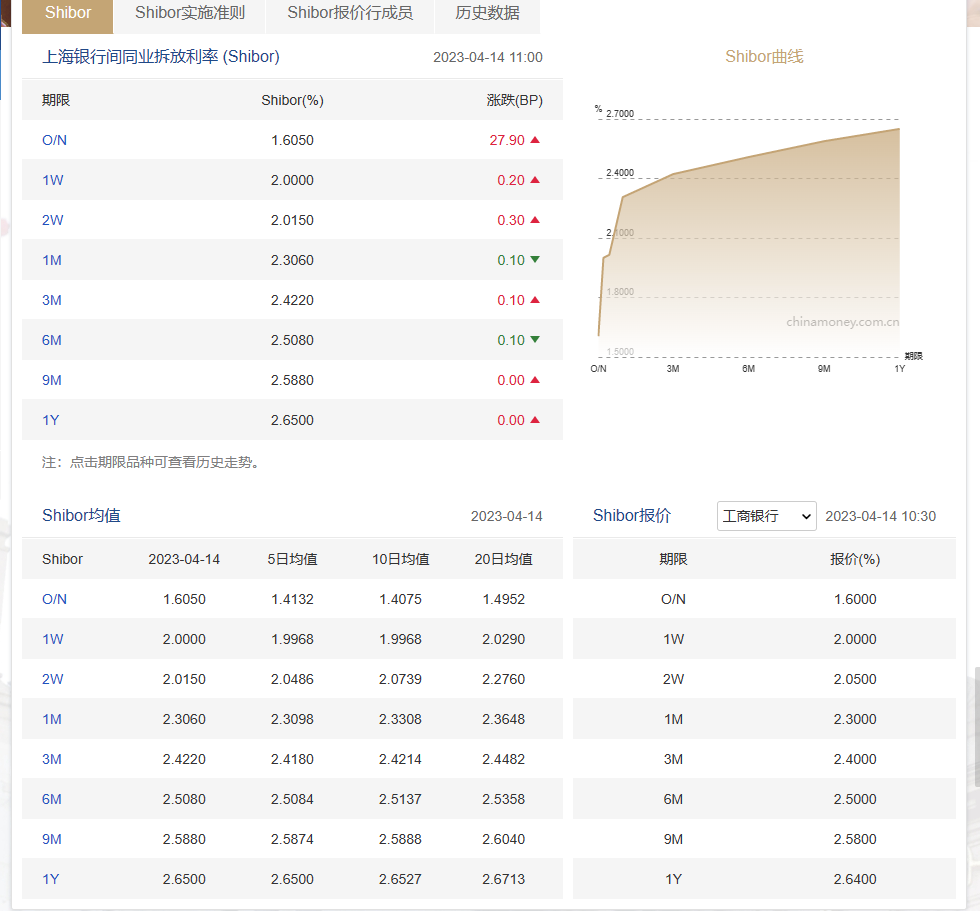 Shibor Shibor实施准则 Shibor报价行成员 历史数据
上海银行间同业拆放利率 (Shibor) 2023-04-14 11:00
期限 Shibor(%) 涨跌(BP)
O/N 1.6050 27.90
1W 2.0000 0.20
2W 2.0150 0.30
1M 2.3060 0.10
3M 2.4220 0.10
6M 2.5080 0.10
9M 2.5880 0.00
1Y 2.6500 0.00
注：点击期限品种可查看历史走势。
Shibor曲线
%
2.7000
2.4000
2.1000
1.8000
chinamoney.com.cn
1.5000
期限
O/N 3M 6M 9M 1Y
Shibor均值 2023-04-14
Shibor 2023-04-14 5日均值 10日均值 20日均值
O/N 1.6050 1.4132 1.4075 1.4952
1W 2.0000 1.9968 1.9968 2.0290
2W 2.0150 2.0486 2.0739 2.2760
1M 2.3060 2.3098 2.3308 2.3648
3M 2.4220 2.4180 2.4214 2.4482
6M 2.5080 2.5084 2.5137 2.5358
9M 2.5880 2.5874 2.5888 2.6040
1Y 2.6500 2.6500 2.6527 2.6713
Shibor报价 工商银行 2023-04-14 10:30
期限 报价(%)
O/N 1.6000
1W 2.0000
2W 2.0500
1M 2.3000
3M 2.4000
6M 2.5000
9M 2.5800
1Y 2.6400